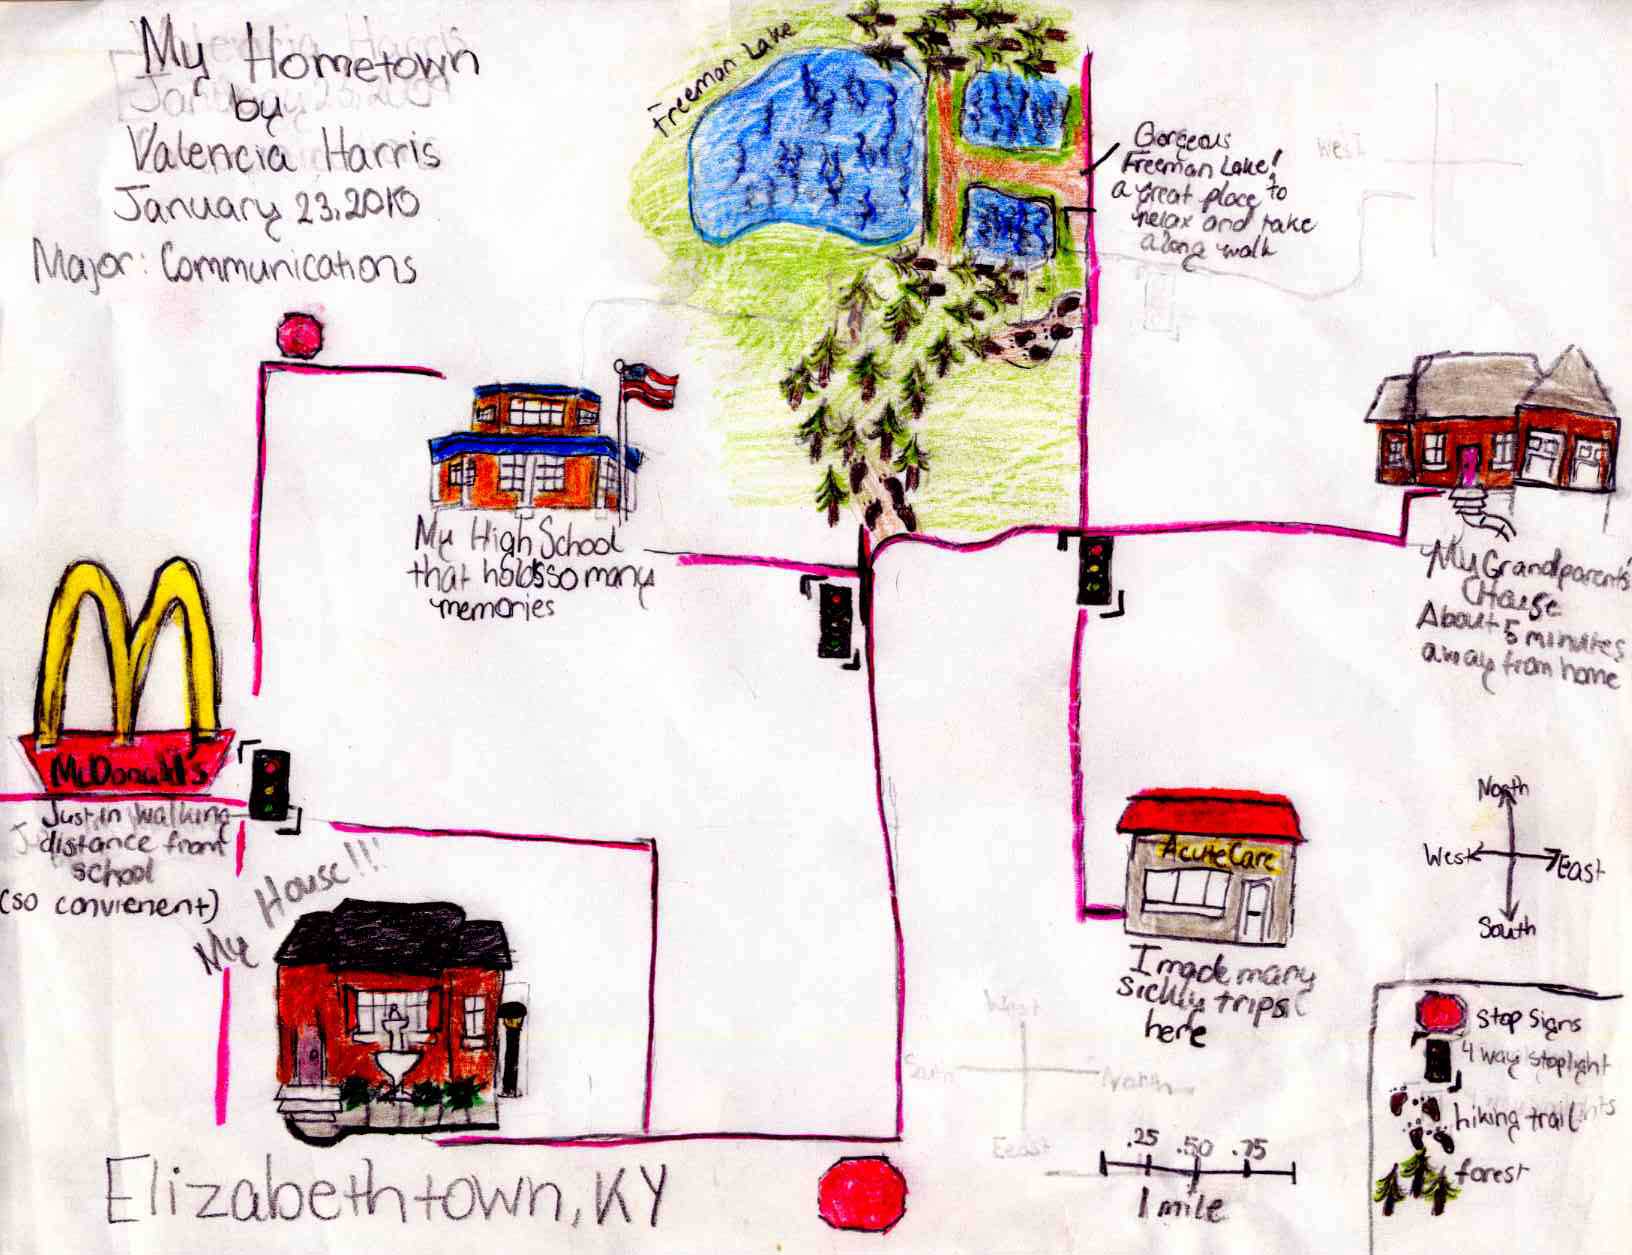 My Hometown
by
Valencia Harris
January 23, 2010
Major: Communications
Freeman Lake
Gorgeous
Freeman Lake!
a great place to
relax and take
a long walk
West
My High School
that holds so many
memories
My Grandparents'
House
About 5 minutes
away from home
McDonald's
Just in walking
distance from
school
(so convienent)
My House!!!
Acute Care
I made many
sickly trips
here
North
West
East
South
West
North
Eeast
Stop Signs
4 way stoplight
hiking trail
forest
.25 .50 .75
1 mile
Elizabethtown, KY